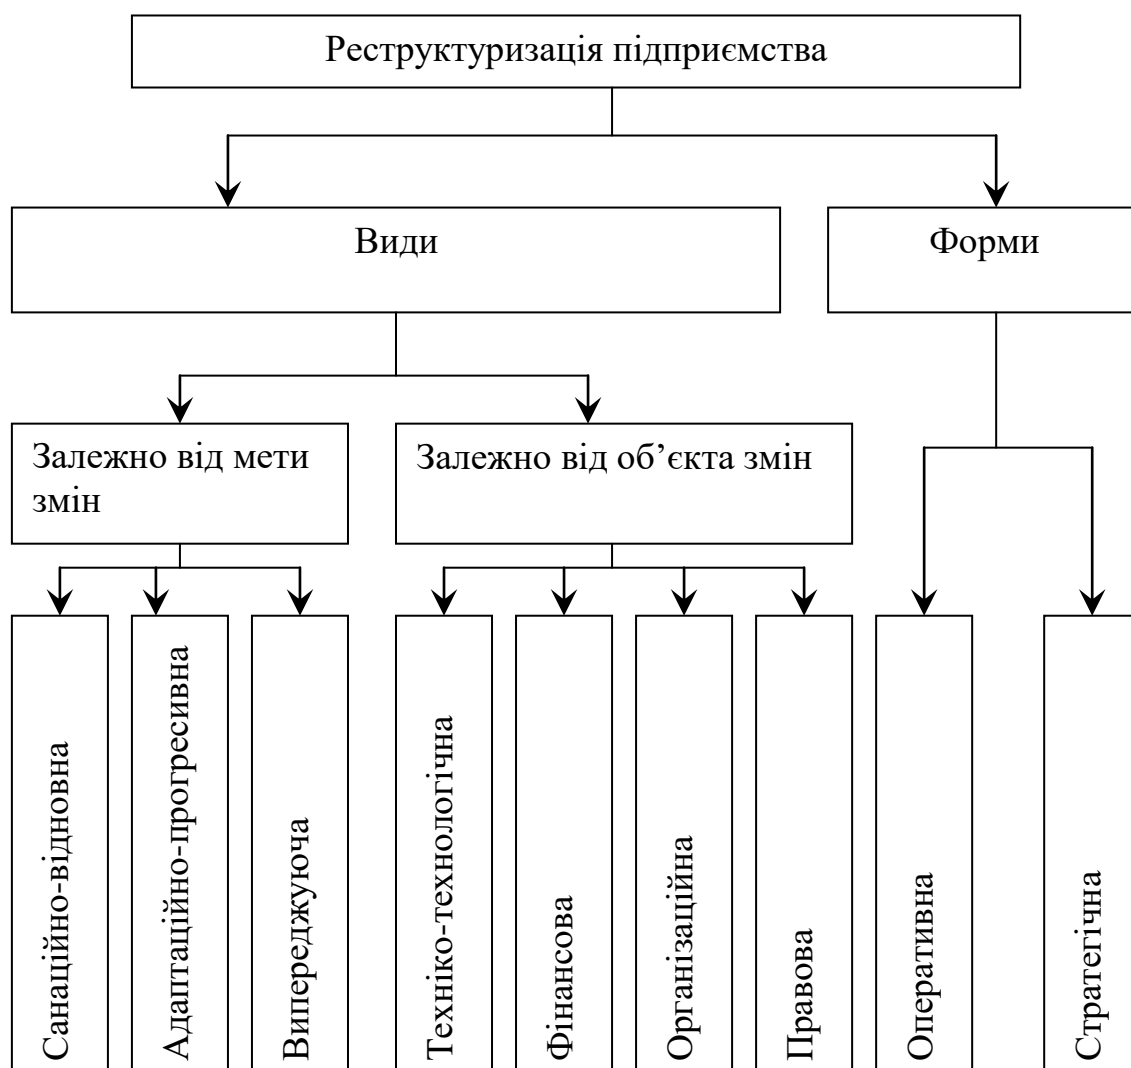 Реструктуризація підприємства
Види
Форми
Залежно від мети
змін
Залежно від об’єкта змін
Санаційно-відновна
Адаптаційно-прогресивна
Випереджуюча
Техніко-технологічна
Фінансова
Організаційна
Правова
Оперативна
Стратегічна